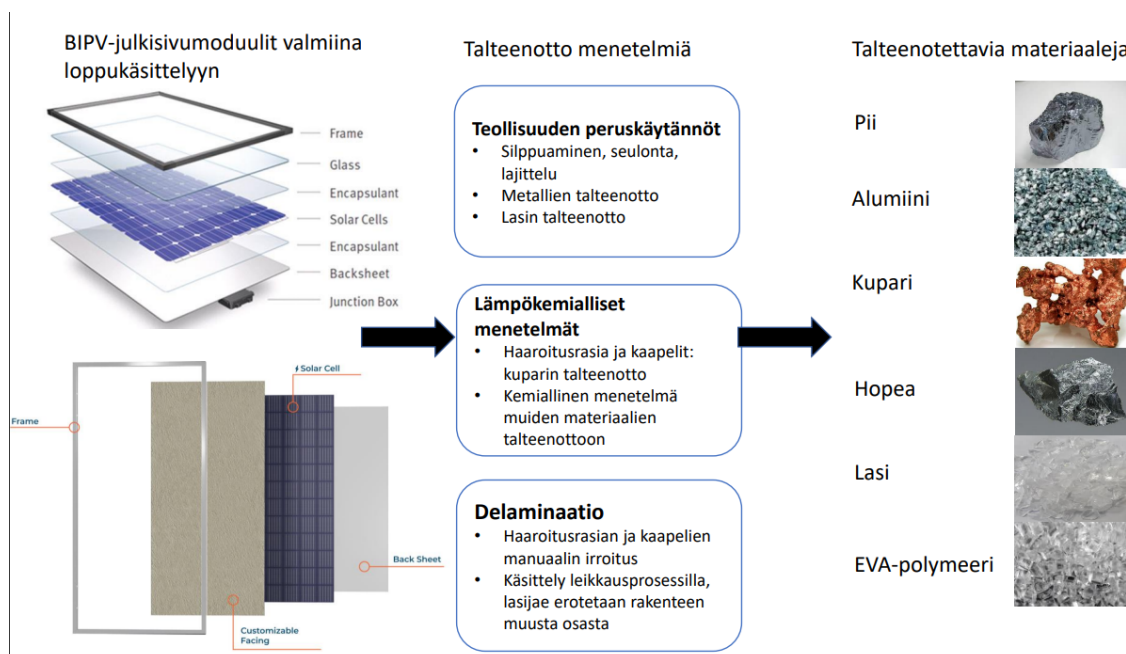 BIPV-julkisivumoduulit valmiina
loppukäsittelyyn
Frame
Glass
Encapsulant
Solar Cells
Encapsulant
Backsheet
Junction Box
Solar Cell
Frame
Back Sheet
Customizable
Facing
Talteenotto menetelmiä
Teollisuuden peruskäytännöt
• Silppuaminen, seulonta,
lajittelu
• Metallien talteenotto
• Lasin talteenotto
Lämpökemialliset
menetelmät
• Haaroitusrasia ja kaapelit:
kuparin talteenotto
• Kemiallinen menetelmä
muiden materiaalien
talteenottoon
Delaminaatio
• Haaroitusrasian ja kaapelien
manuaalin irroitus
• Käsittely leikkausprosessilla,
lasijae erotetaan rakenteen
muusta osasta
Talteenotettavia materiaaleja
Pii
Alumiini
Kupari
Hopea
Lasi
EVA-polymeeri